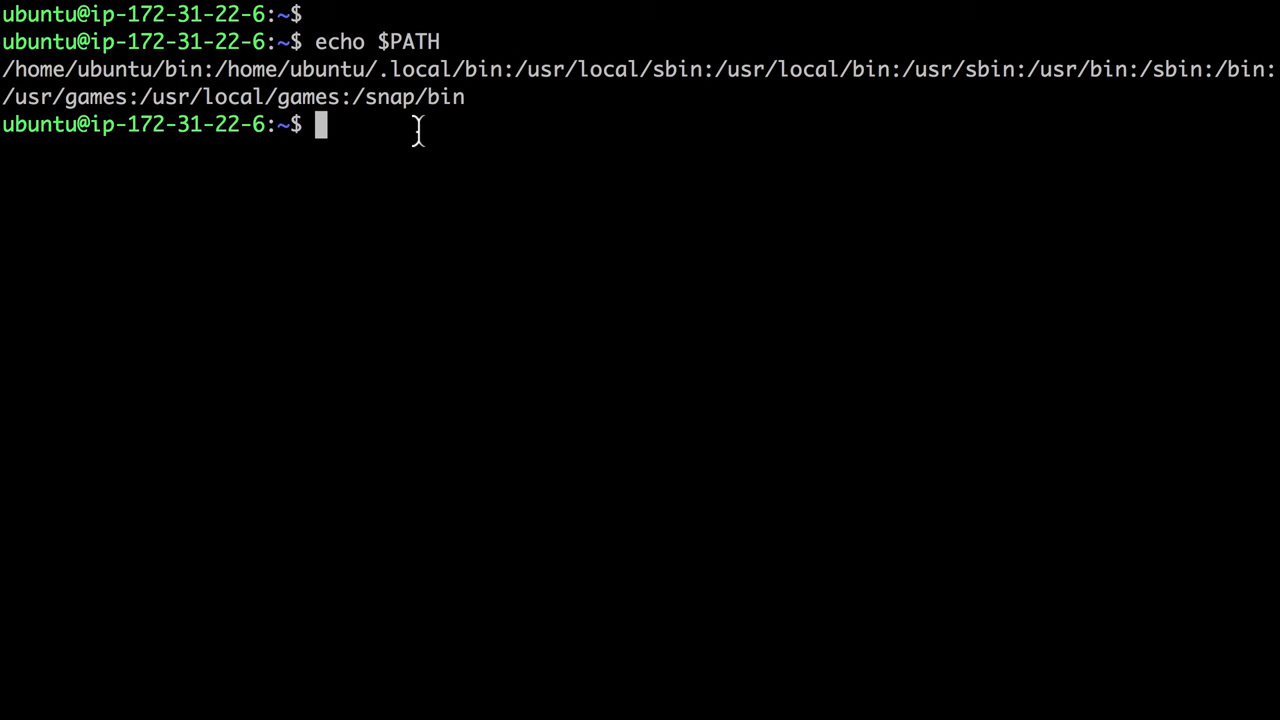 ubuntu@ip-172-31-22-6:~$
ubuntu@ip-172-31-22-6:~$ echo $PATH
/home/ubuntu/bin:/home/ubuntu/.local/bin:/usr/local/sbin:/usr/local/bin:/usr/sbin:/usr/bin:/sbin:/bin:
/usr/games:/usr/local/games:/snap/bin
ubuntu@ip-172-31-22-6:~$